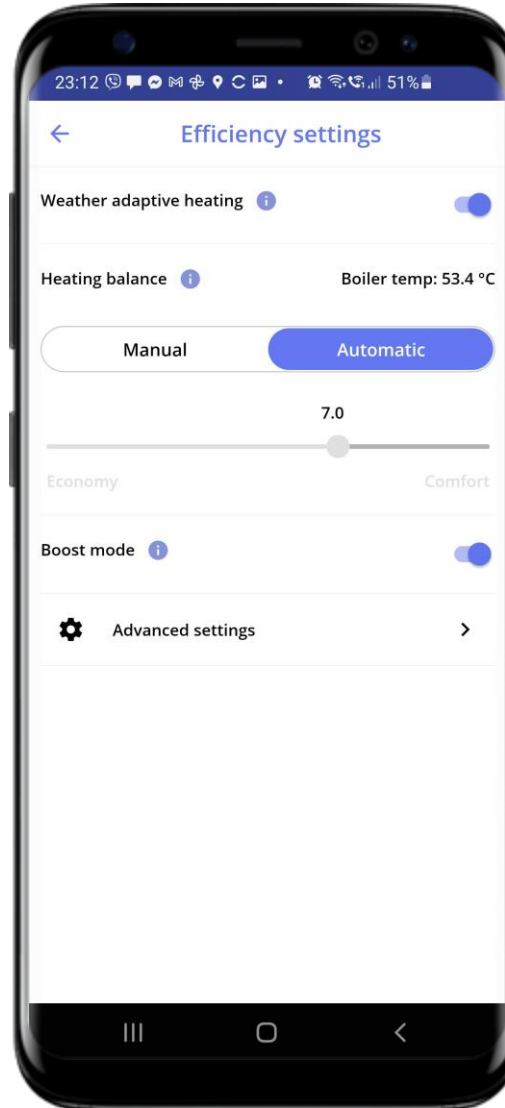 23:12 51%
Efficiency settings
Weather adaptive heating
Heating balance Boiler temp: 53.4 °C
Manual Automatic
7.0
Economy Comfort
Boost mode
Advanced settings